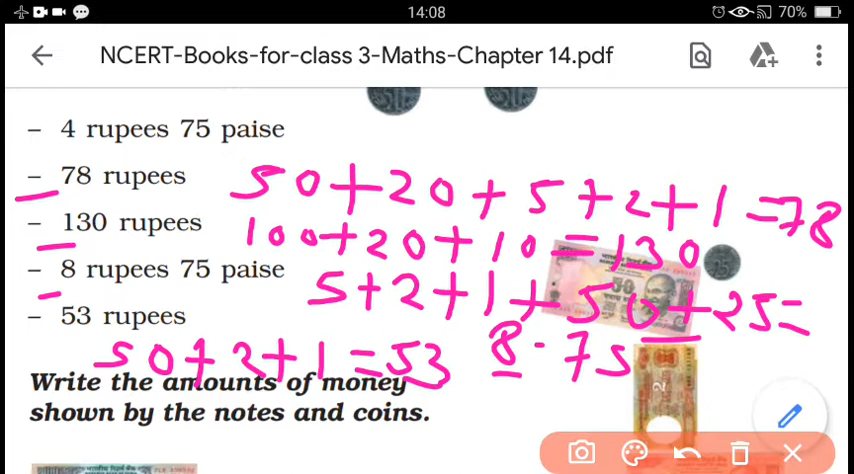 14:08 70%
NCERT-Books-for-class 3-Maths-Chapter 14.pdf
– 4 rupees 75 paise
– 78 rupees 50+20+5+2+1=78
– 130 rupees 100+20+10=130
– 8 rupees 75 paise 5+2+1+50+25=
8.75
– 53 rupees
50+2+1=53
Write the amounts of money
shown by the notes and coins.